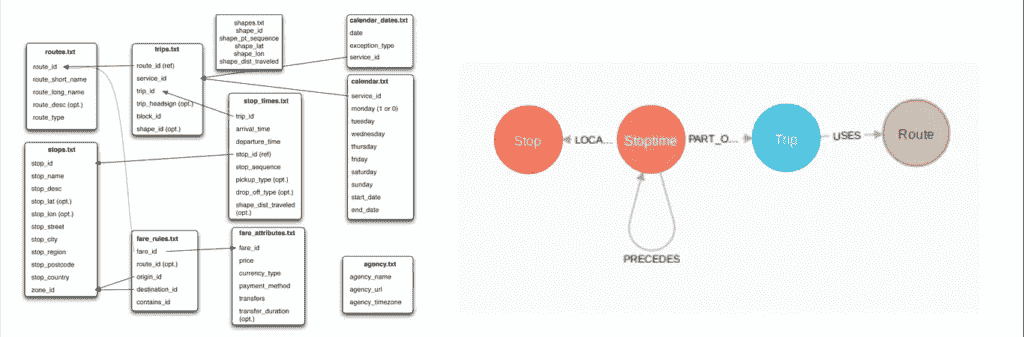 routes.txt
route_id
route_short_name
route_long_name
route_desc (opt.)
route_type
trips.txt
route_id (ref)
service_id
trip_id
trip_headsign (opt.)
block_id
shape_id (opt.)
shapes.txt
shape_id
shape_pt_sequence
shape_lat
shape_lon
shape_dist_traveled
calendar_dates.txt
date
exception_type
service_id
calendar.txt
service_id
monday (1 or 0)
tuesday
wednesday
thursday
friday
saturday
sunday
start_date
end_date
stop_times.txt
trip_id
arrival_time
departure_time
stop_id (ref)
stop_sequence
pickup_type (opt.)
drop_off_type (opt.)
shape_dist_traveled
(opt.)
stops.txt
stop_id
stop_name
stop_desc
stop_lat (opt.)
stop_lon (opt.)
stop_street
stop_city
stop_region
stop_postcode
stop_country
zone_id
fare_rules.txt
fare_id
route_id (opt.)
origin_id
destination_id
contains_id
fare_attributes.txt
fare_id
price
currency_type
payment_method
transfers
transfer_duration
(opt.)
agency.txt
agency_name
agency_url
agency_timezone
Stop
LOCA...
Stoptime
PART_O...
Trip
USES
Route
PRECEDES